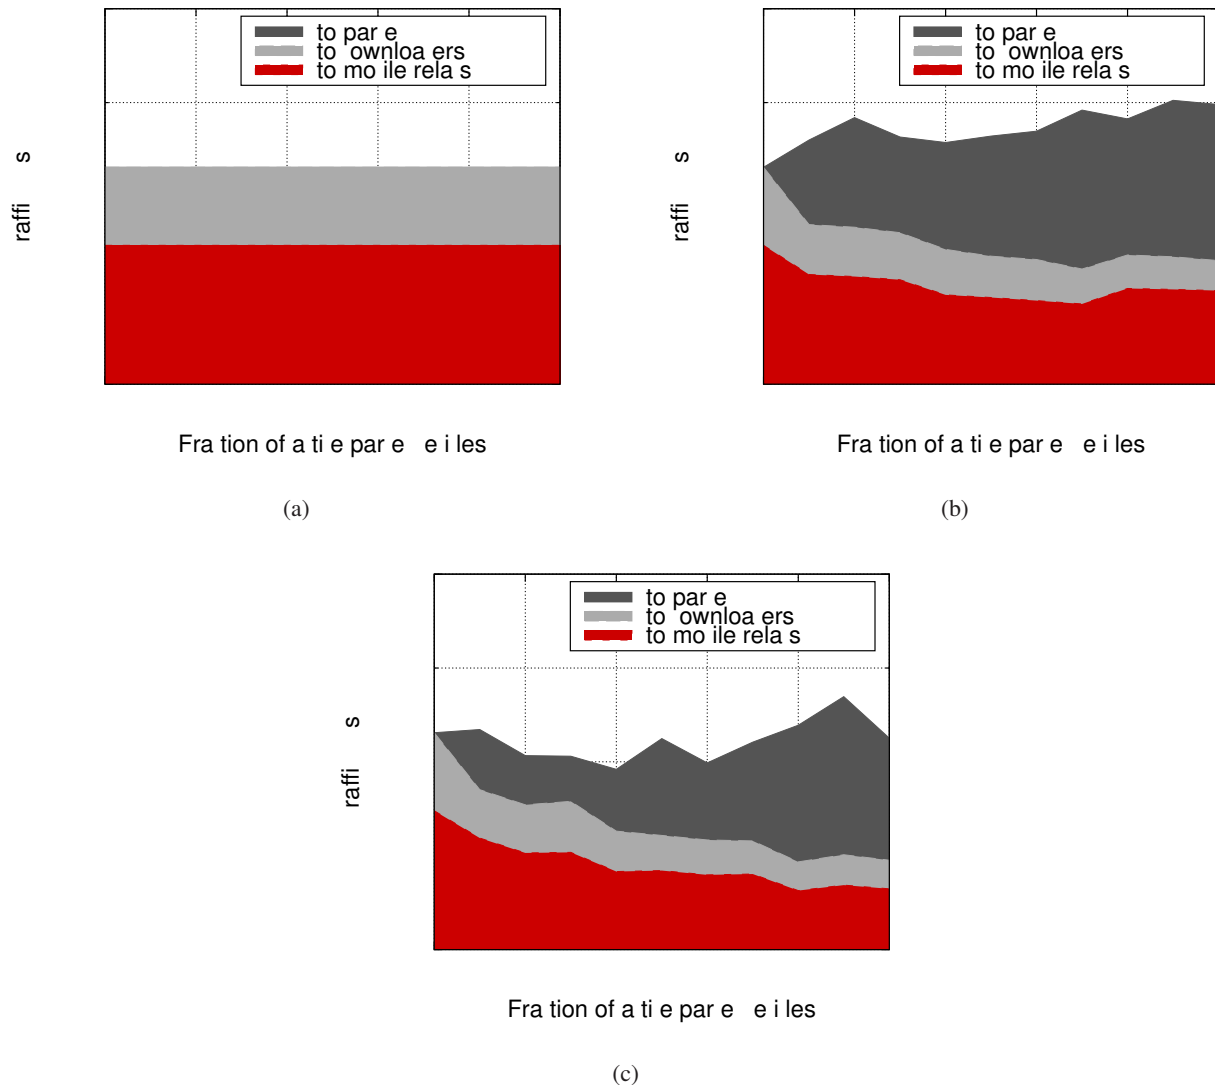 to par e
to ownloa ers
to mo ile rela s
raffi s
Fra tion of a ti e par e e i les
(a)
to par e
to ownloa ers
to mo ile rela s
raffi s
Fra tion of a ti e par e e i les
(b)
to par e
to ownloa ers
to mo ile rela s
raffi s
Fra tion of a ti e par e e i les
(c)